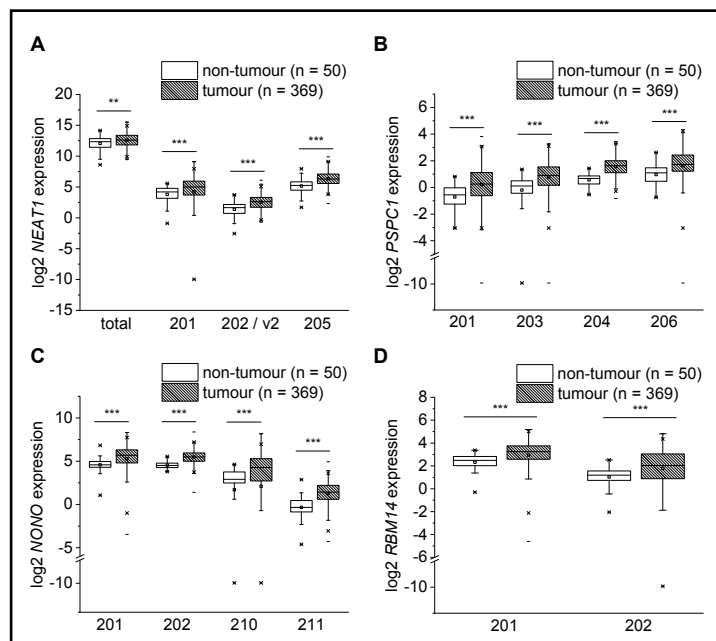 A
non-tumour (n = 50)
tumour (n = 369)
log2 NEAT1 expression
20
15
10
5
0
-5
-10
-15
**
***
***
***
total 201 202 / v2 205
B
non-tumour (n = 50)
tumour (n = 369)
log2 PSPC1 expression
6
4
2
0
-2
-4
-10
***
***
***
***
201 203 204 206
C
non-tumour (n = 50)
tumour (n = 369)
log2 NONO expression
10
5
0
-5
-10
***
***
***
***
201 202 210 211
D
non-tumour (n = 50)
tumour (n = 369)
log2 RBM14 expression
8
6
4
2
0
-2
-4
-6
-10
***
***
201 202